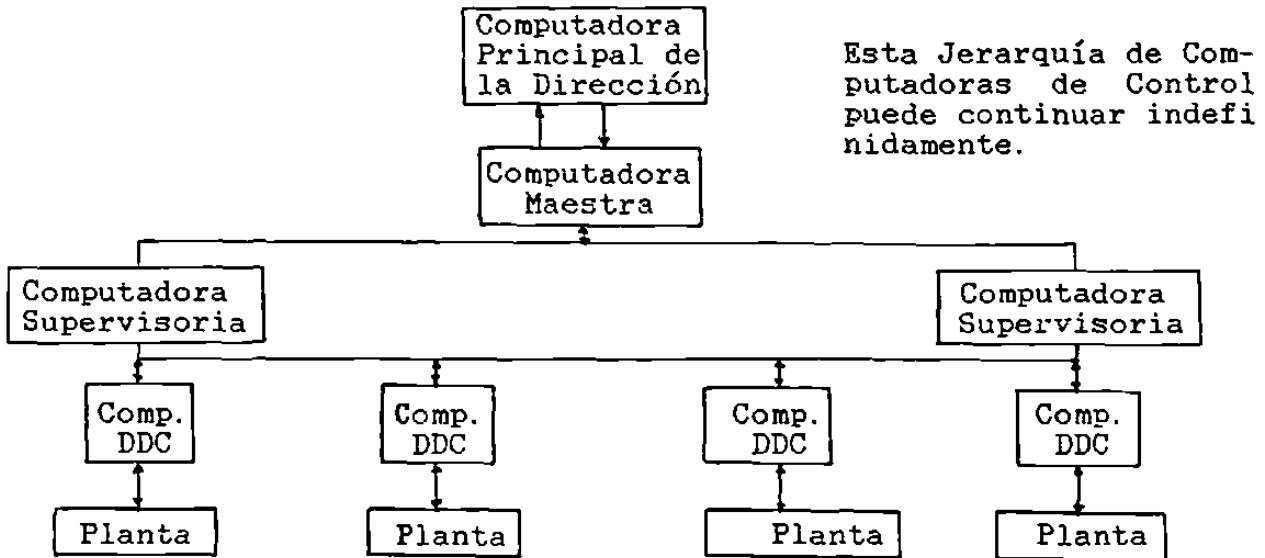 Computadora
Principal de
la Dirección
Esta Jerarquía de Com-
putadoras de Control
puede continuar indefi
nidamente.
Computadora
Maestra
Computadora
Supervisoria
Computadora
Supervisoria
Comp.
DDC
Comp.
DDC
Comp.
DDC
Comp.
DDC
Planta
Planta
Planta
Planta